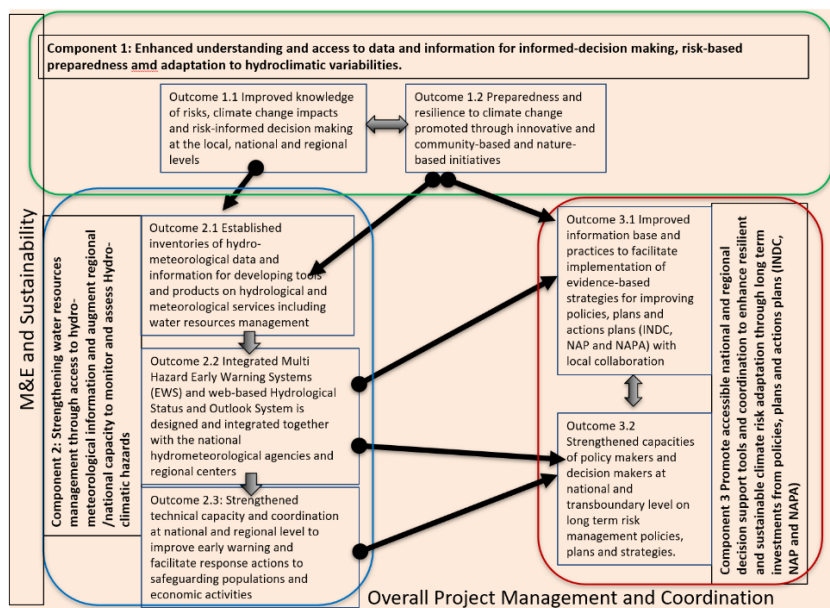 Component 1: Enhanced understanding and access to data and information for informed-decision making, risk-based
preparedness amd adaptation to hydroclimatic variabilities.
Outcome 1.1 Improved knowledge
of risks, climate change impacts
and risk-informed decision making
at the local, national and regional
levels
Outcome 1.2 Preparedness and
resilience to climate change
promoted through innovative and
community-based and nature-
based initiatives
M&E and Sustainability
Component 2: Strengthening water resources
management through access to hydro-
meteorological information and augment regional
/national capacity to monitor and assess Hydro-
climatic hazards
Outcome 2.1 Established
inventories of hydro-
meteorological data and
information for developing tools
and products on hydrological and
meteorological services including
water resources management
Outcome 2.2 Integrated Multi
Hazard Early Warning Systems
(EWS) and web-based Hydrological
Status and Outlook System is
designed and integrated together
with the national
hydrometeorological agencies and
regional centers
Outcome 2.3: Strengthened
technical capacity and coordination
at national and regional level to
improve early warning and
facilitate response actions to
safeguarding populations and
economic activities
Outcome 3.1 Improved
information base and
practices to facilitate
implementation of
evidence-based
strategies for improving
policies, plans and
actions plans (INDC,
NAP and NAPA) with
local collaboration
Outcome 3.2
Strengthened capacities
of policy makers and
decision makers at
national and
transboundary level on
long term risk
management policies,
plans and strategies.
Component 3 Promote accessible national and regional
decision support tools and coordination to enhance resilient
and sustainable climate risk adaptation through long term
investments from policies, plans and actions plans (INDC,
NAP and NAPA)
Overall Project Management and Coordination